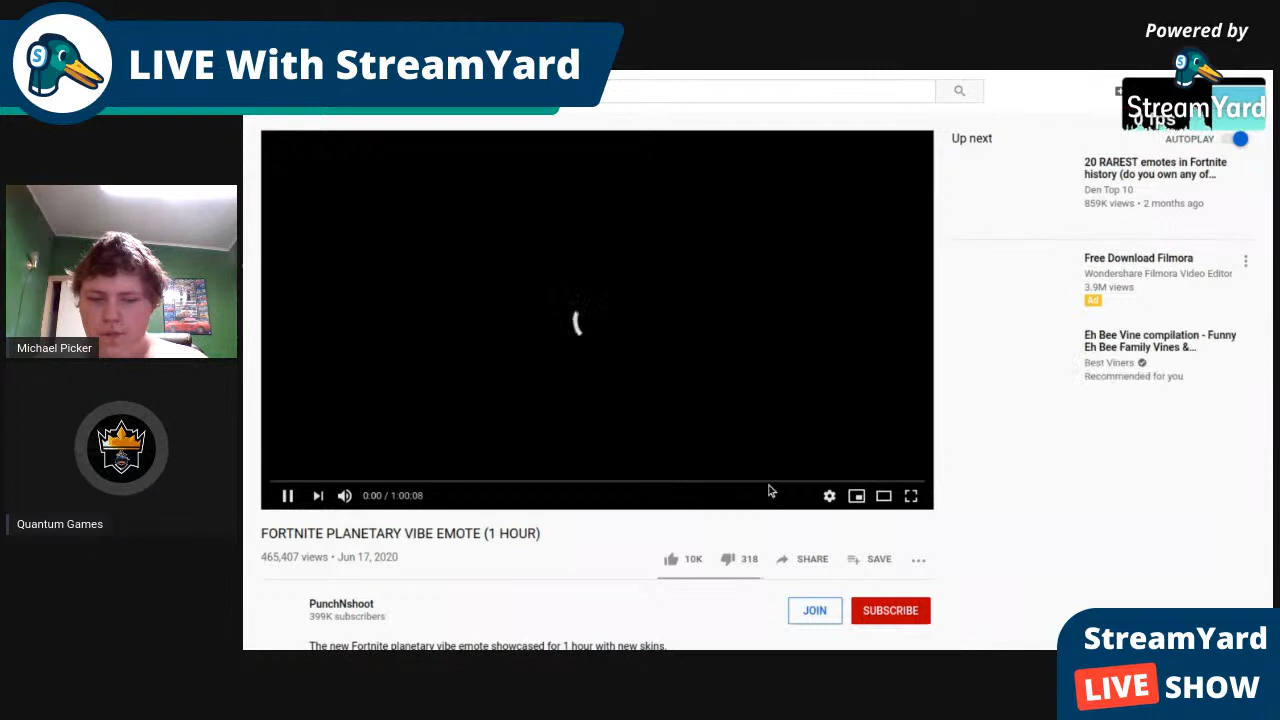 LIVE With StreamYard
Powered by
StreamYard
AUTOPLAY
Up next
20 RAREST emotes in Fortnite
history (do you own any of...
Den Top 10
859K views • 2 months ago
Free Download Filmora
Wondershare Filmora Video Editor
3.9M views
Ad
Eh Bee Vine compilation - Funny
Eh Bee Family Vines &...
Best Viners
Recommended for you
Michael Picker
Quantum Games
0:00 / 1:00:08
FORTNITE PLANETARY VIBE EMOTE (1 HOUR)
465,407 views • Jun 17, 2020
10K 318 SHARE SAVE
PunchNshoot
399K subscribers
JOIN SUBSCRIBE
The new Fortnite planetary vibe emote showcased for 1 hour with new skins.
StreamYard
LIVE SHOW